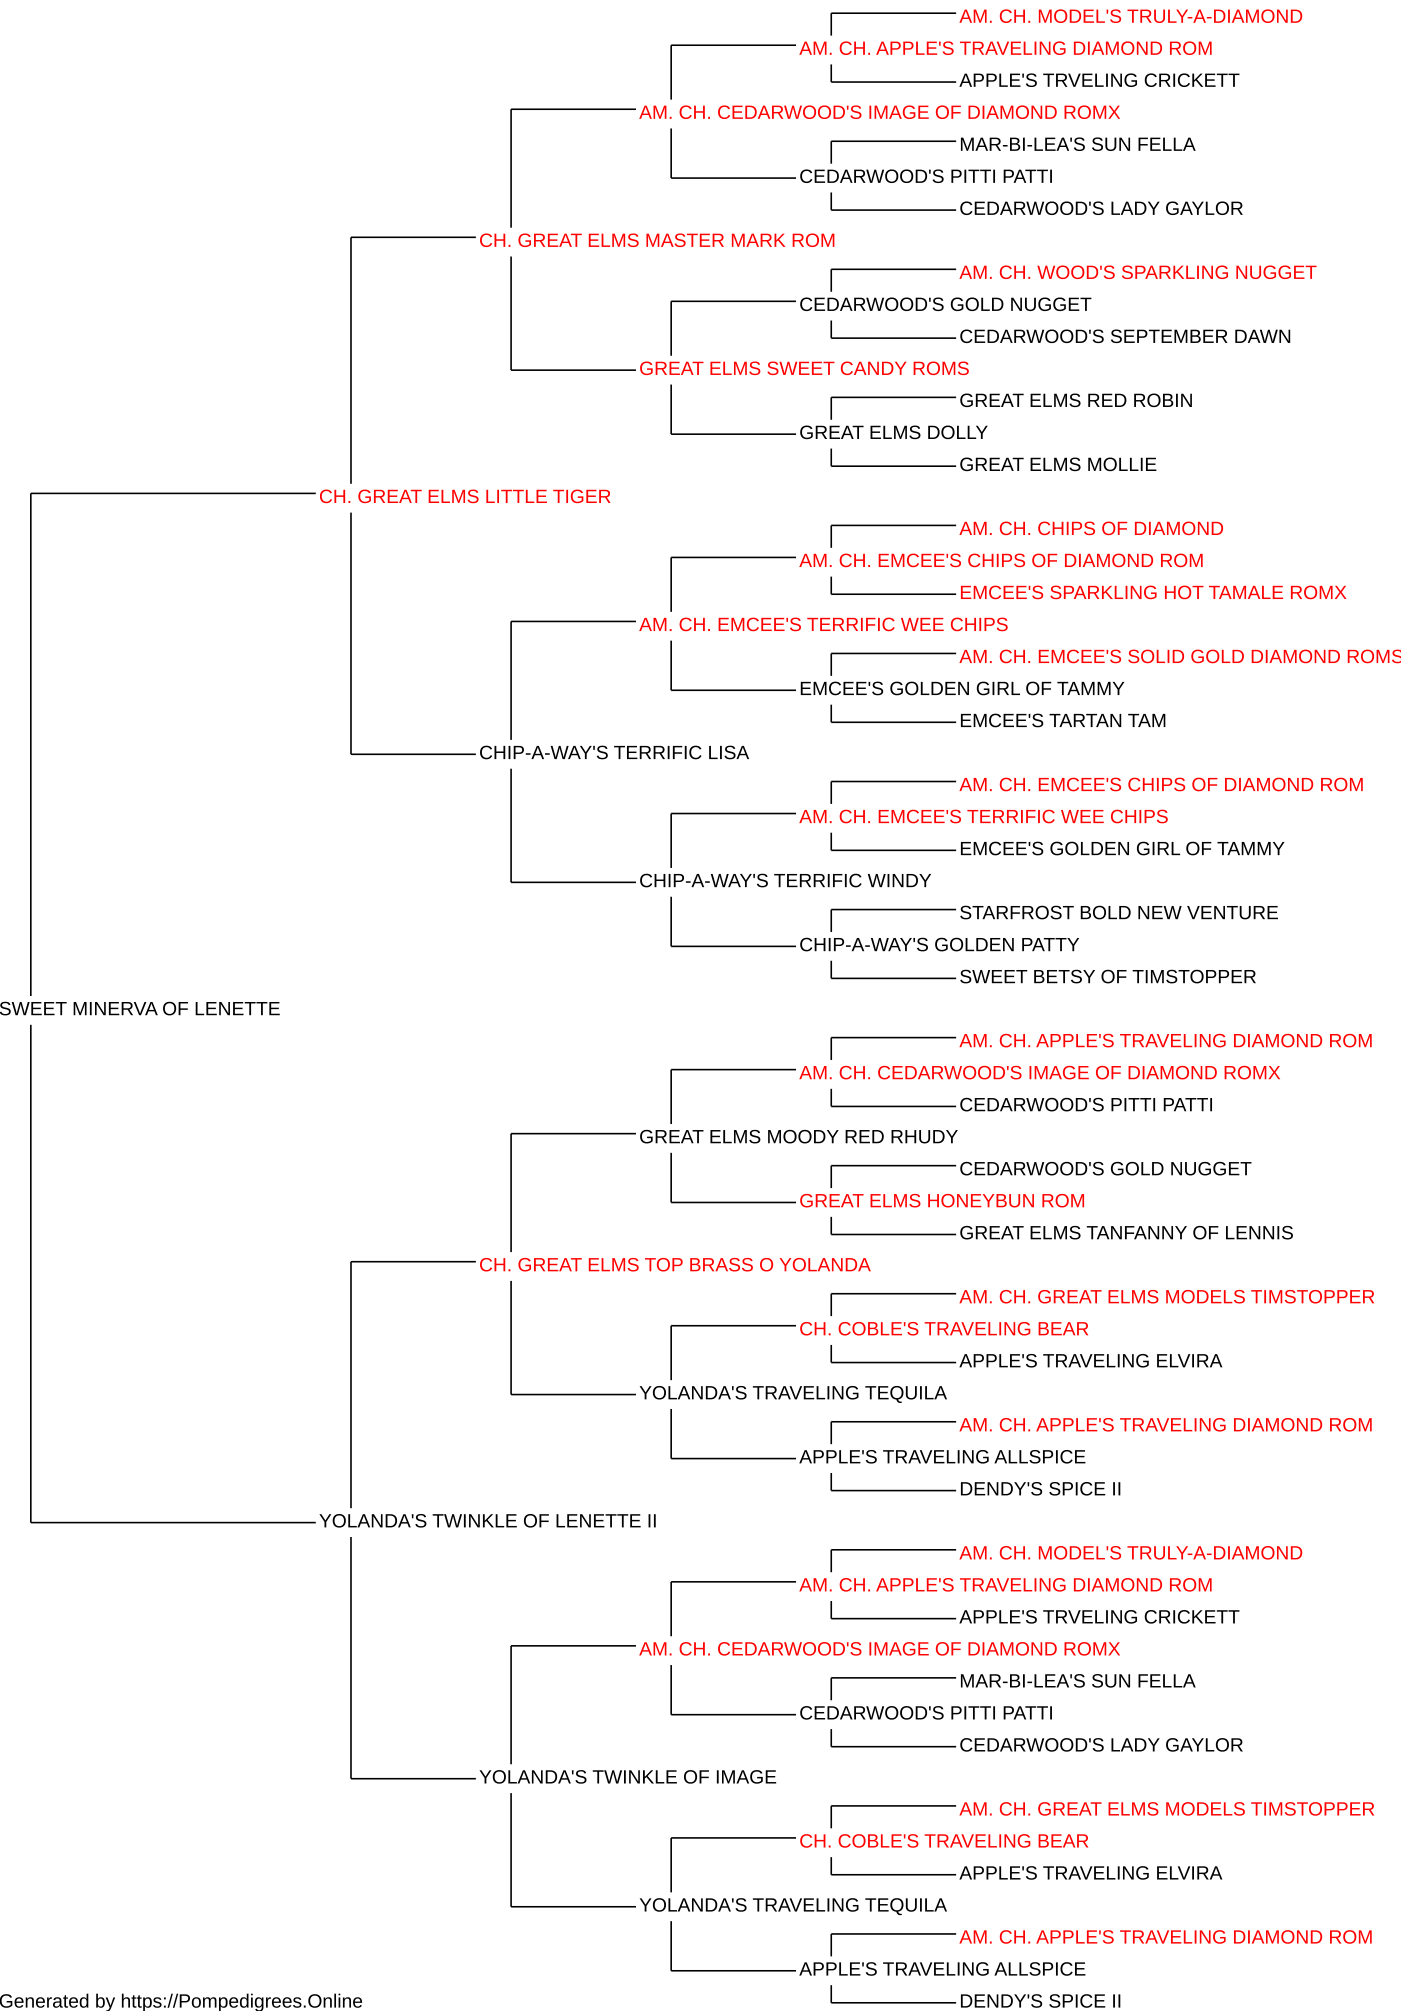 AM. CH. MODEL'S TRULY-A-DIAMOND
AM. CH. APPLE'S TRAVELING DIAMOND ROM
APPLE'S TRVELING CRICKETT
AM. CH. CEDARWOOD'S IMAGE OF DIAMOND ROMX
MAR-BI-LEA'S SUN FELLA
CEDARWOOD'S PITTI PATTI
CEDARWOOD'S LADY GAYLOR
CH. GREAT ELMS MASTER MARK ROM
AM. CH. WOOD'S SPARKLING NUGGET
CEDARWOOD'S GOLD NUGGET
CEDARWOOD'S SEPTEMBER DAWN
GREAT ELMS SWEET CANDY ROMS
GREAT ELMS RED ROBIN
GREAT ELMS DOLLY
GREAT ELMS MOLLIE
CH. GREAT ELMS LITTLE TIGER
AM. CH. CHIPS OF DIAMOND
AM. CH. EMCEE'S CHIPS OF DIAMOND ROM
EMCEE'S SPARKLING HOT TAMALE ROMX
AM. CH. EMCEE'S TERRIFIC WEE CHIPS
AM. CH. EMCEE'S SOLID GOLD DIAMOND ROMS
EMCEE'S GOLDEN GIRL OF TAMMY
EMCEE'S TARTAN TAM
CHIP-A-WAY'S TERRIFIC LISA
AM. CH. EMCEE'S CHIPS OF DIAMOND ROM
AM. CH. EMCEE'S TERRIFIC WEE CHIPS
EMCEE'S GOLDEN GIRL OF TAMMY
CHIP-A-WAY'S TERRIFIC WINDY
STARFROST BOLD NEW VENTURE
CHIP-A-WAY'S GOLDEN PATTY
SWEET BETSY OF TIMSTOPPER
SWEET MINERVA OF LENETTE
AM. CH. APPLE'S TRAVELING DIAMOND ROM
AM. CH. CEDARWOOD'S IMAGE OF DIAMOND ROMX
CEDARWOOD'S PITTI PATTI
GREAT ELMS MOODY RED RHUDY
CEDARWOOD'S GOLD NUGGET
GREAT ELMS HONEYBUN ROM
GREAT ELMS TANFANNY OF LENNIS
CH. GREAT ELMS TOP BRASS O YOLANDA
AM. CH. GREAT ELMS MODELS TIMSTOPPER
CH. COBLE'S TRAVELING BEAR
APPLE'S TRAVELING ELVIRA
YOLANDA'S TRAVELING TEQUILA
AM. CH. APPLE'S TRAVELING DIAMOND ROM
APPLE'S TRAVELING ALLSPICE
DENDY'S SPICE II
YOLANDA'S TWINKLE OF LENETTE II
AM. CH. MODEL'S TRULY-A-DIAMOND
AM. CH. APPLE'S TRAVELING DIAMOND ROM
APPLE'S TRVELING CRICKETT
AM. CH. CEDARWOOD'S IMAGE OF DIAMOND ROMX
MAR-BI-LEA'S SUN FELLA
CEDARWOOD'S PITTI PATTI
CEDARWOOD'S LADY GAYLOR
YOLANDA'S TWINKLE OF IMAGE
AM. CH. GREAT ELMS MODELS TIMSTOPPER
CH. COBLE'S TRAVELING BEAR
APPLE'S TRAVELING ELVIRA
YOLANDA'S TRAVELING TEQUILA
AM. CH. APPLE'S TRAVELING DIAMOND ROM
APPLE'S TRAVELING ALLSPICE
DENDY'S SPICE II
Generated by https://Pompedigrees.Online